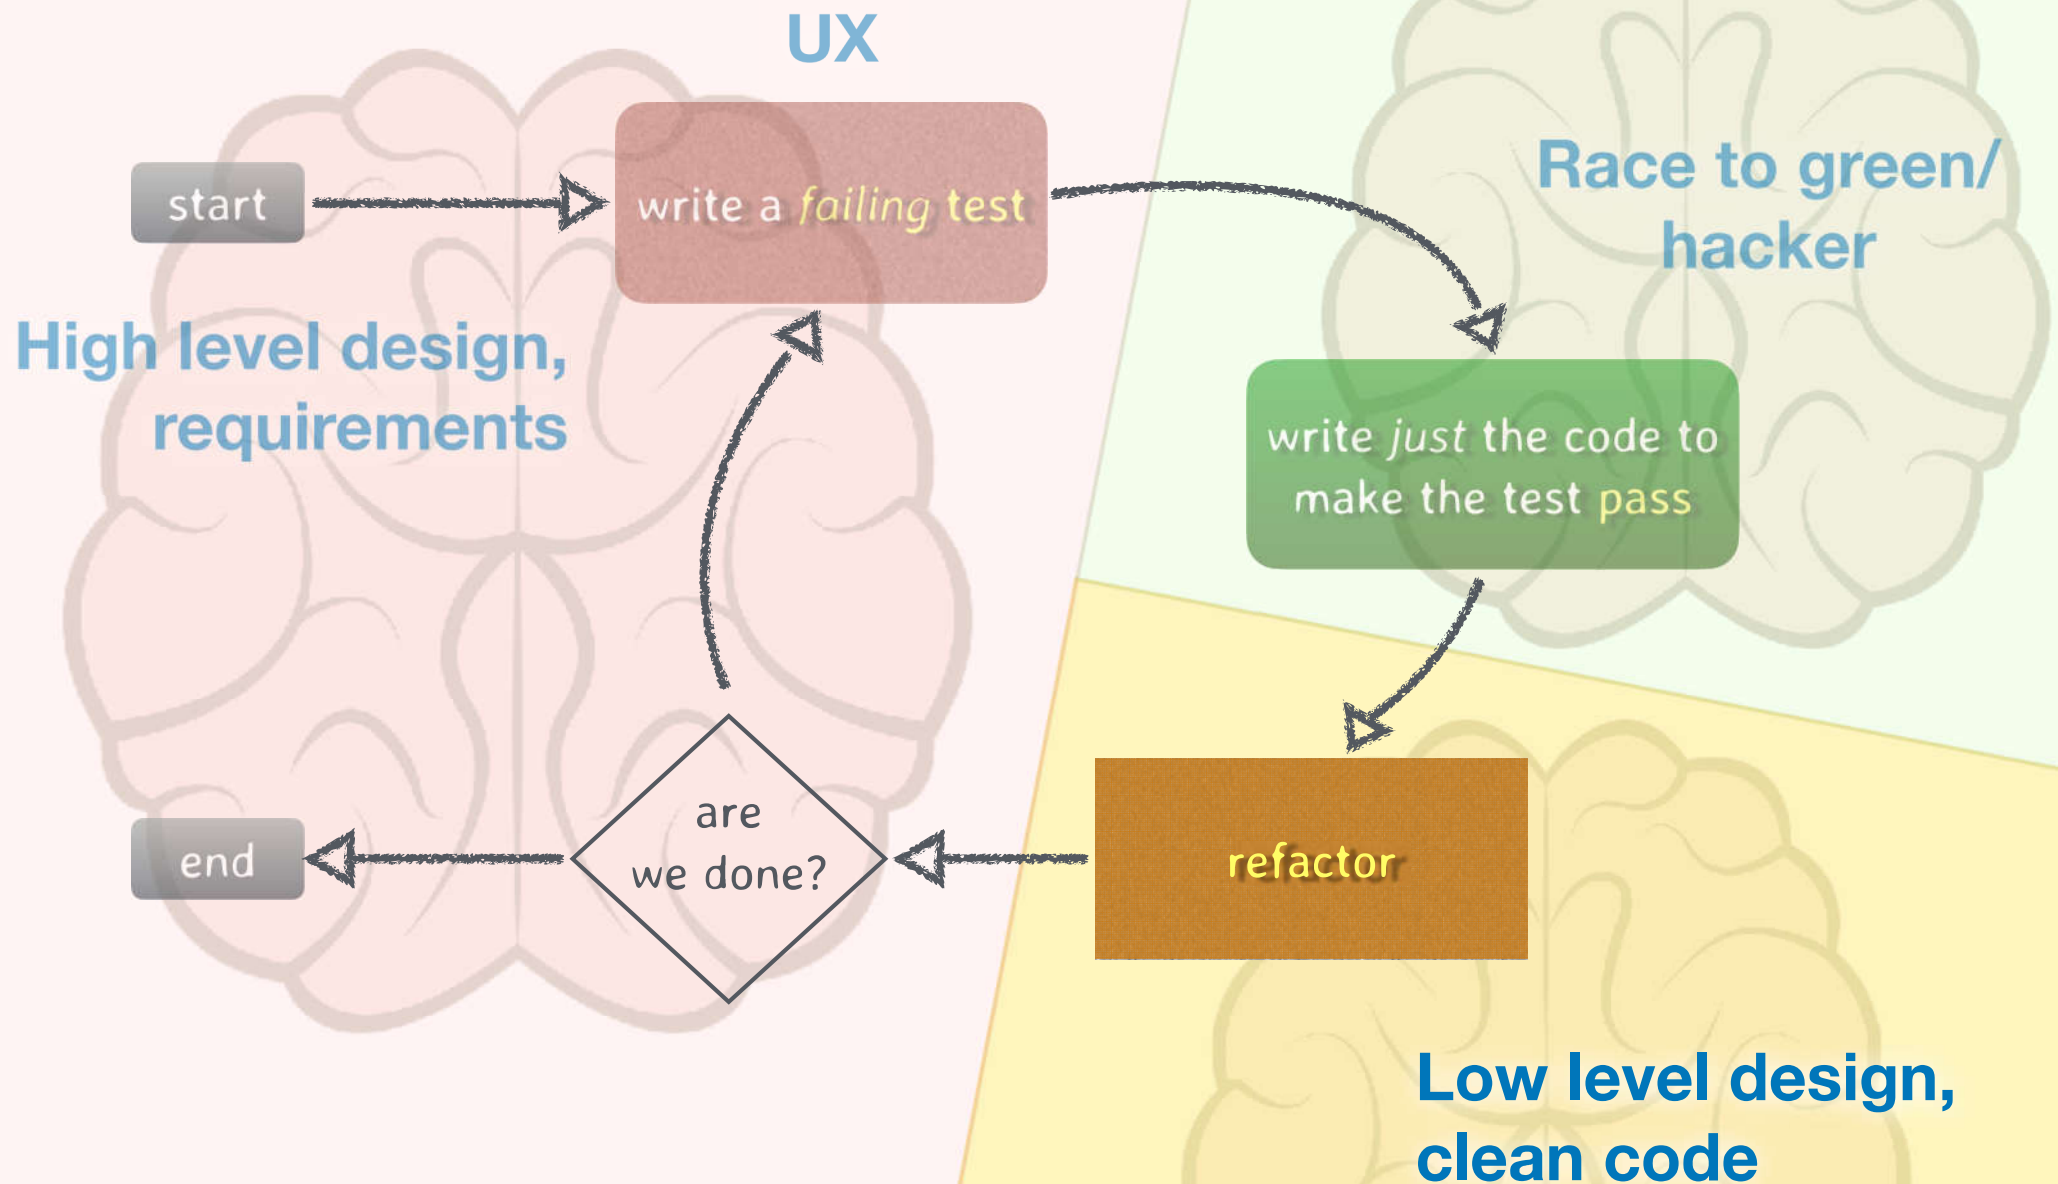 UX
start
write a failing test
Race to green/
hacker
High level design,
requirements
write just the code to
make the test pass
are
we done?
end
refactor
Low level design,
clean code